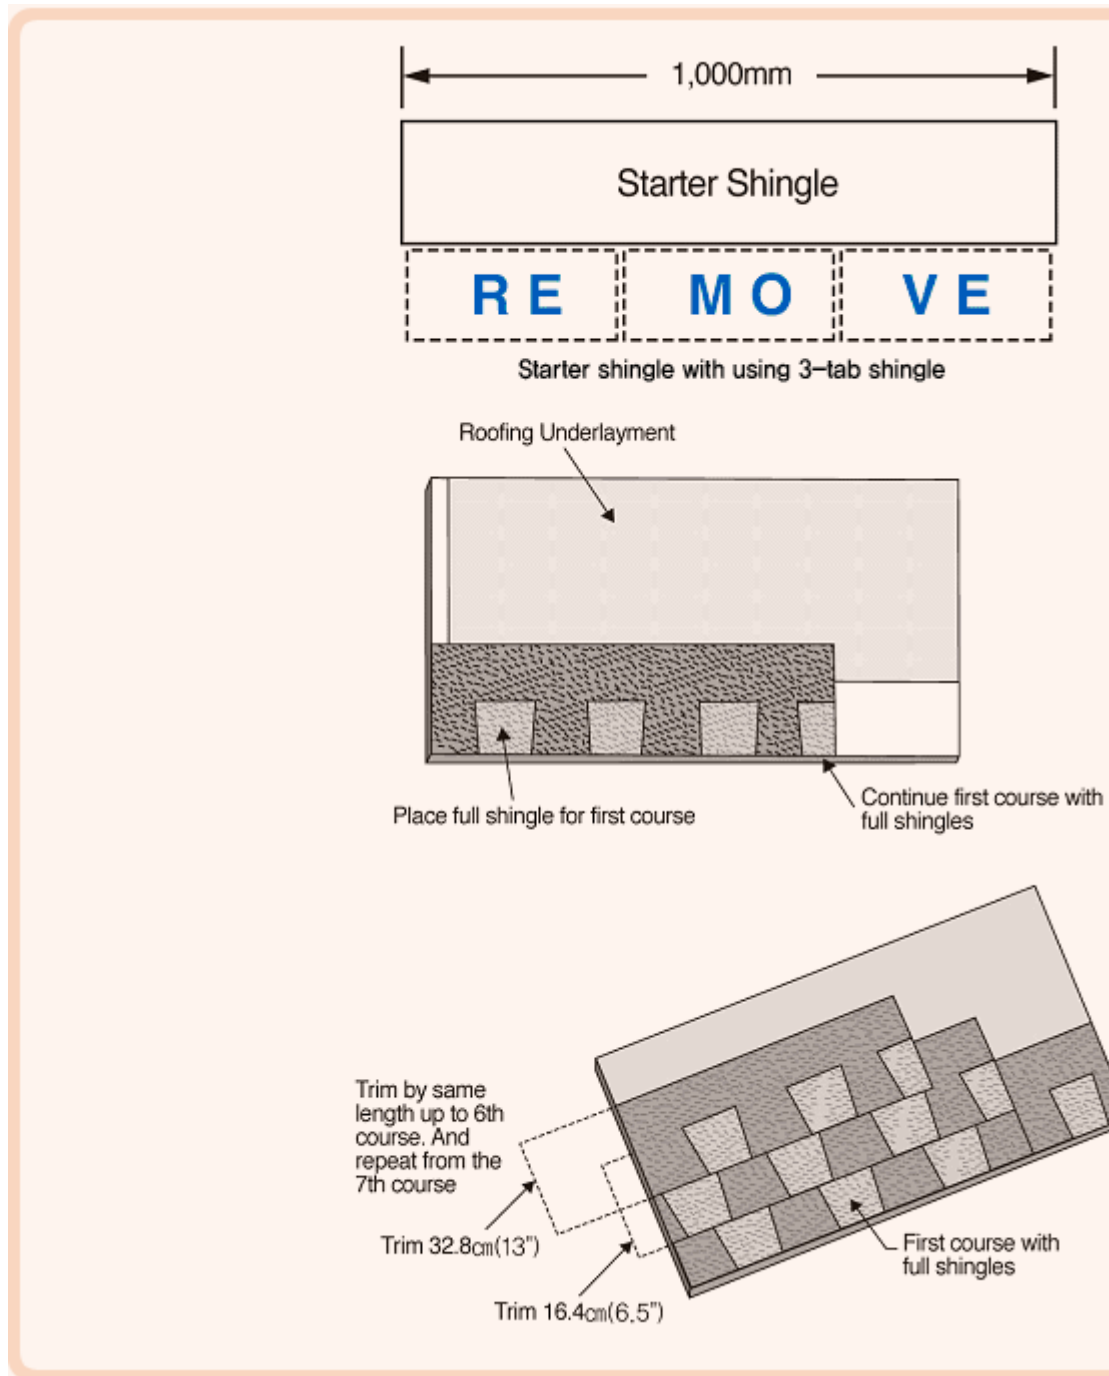 1,000mm
Starter Shingle
RE MO VE
Starter shingle with using 3-tab shingle
Roofing Underlayment
Place full shingle for first course
Continue first course with
full shingles
Trim by same
length up to 6th
course. And
repeat from the
7th course
Trim 32.8㎝(13”)
Trim 16.4㎝(6.5”)
First course with
full shingles